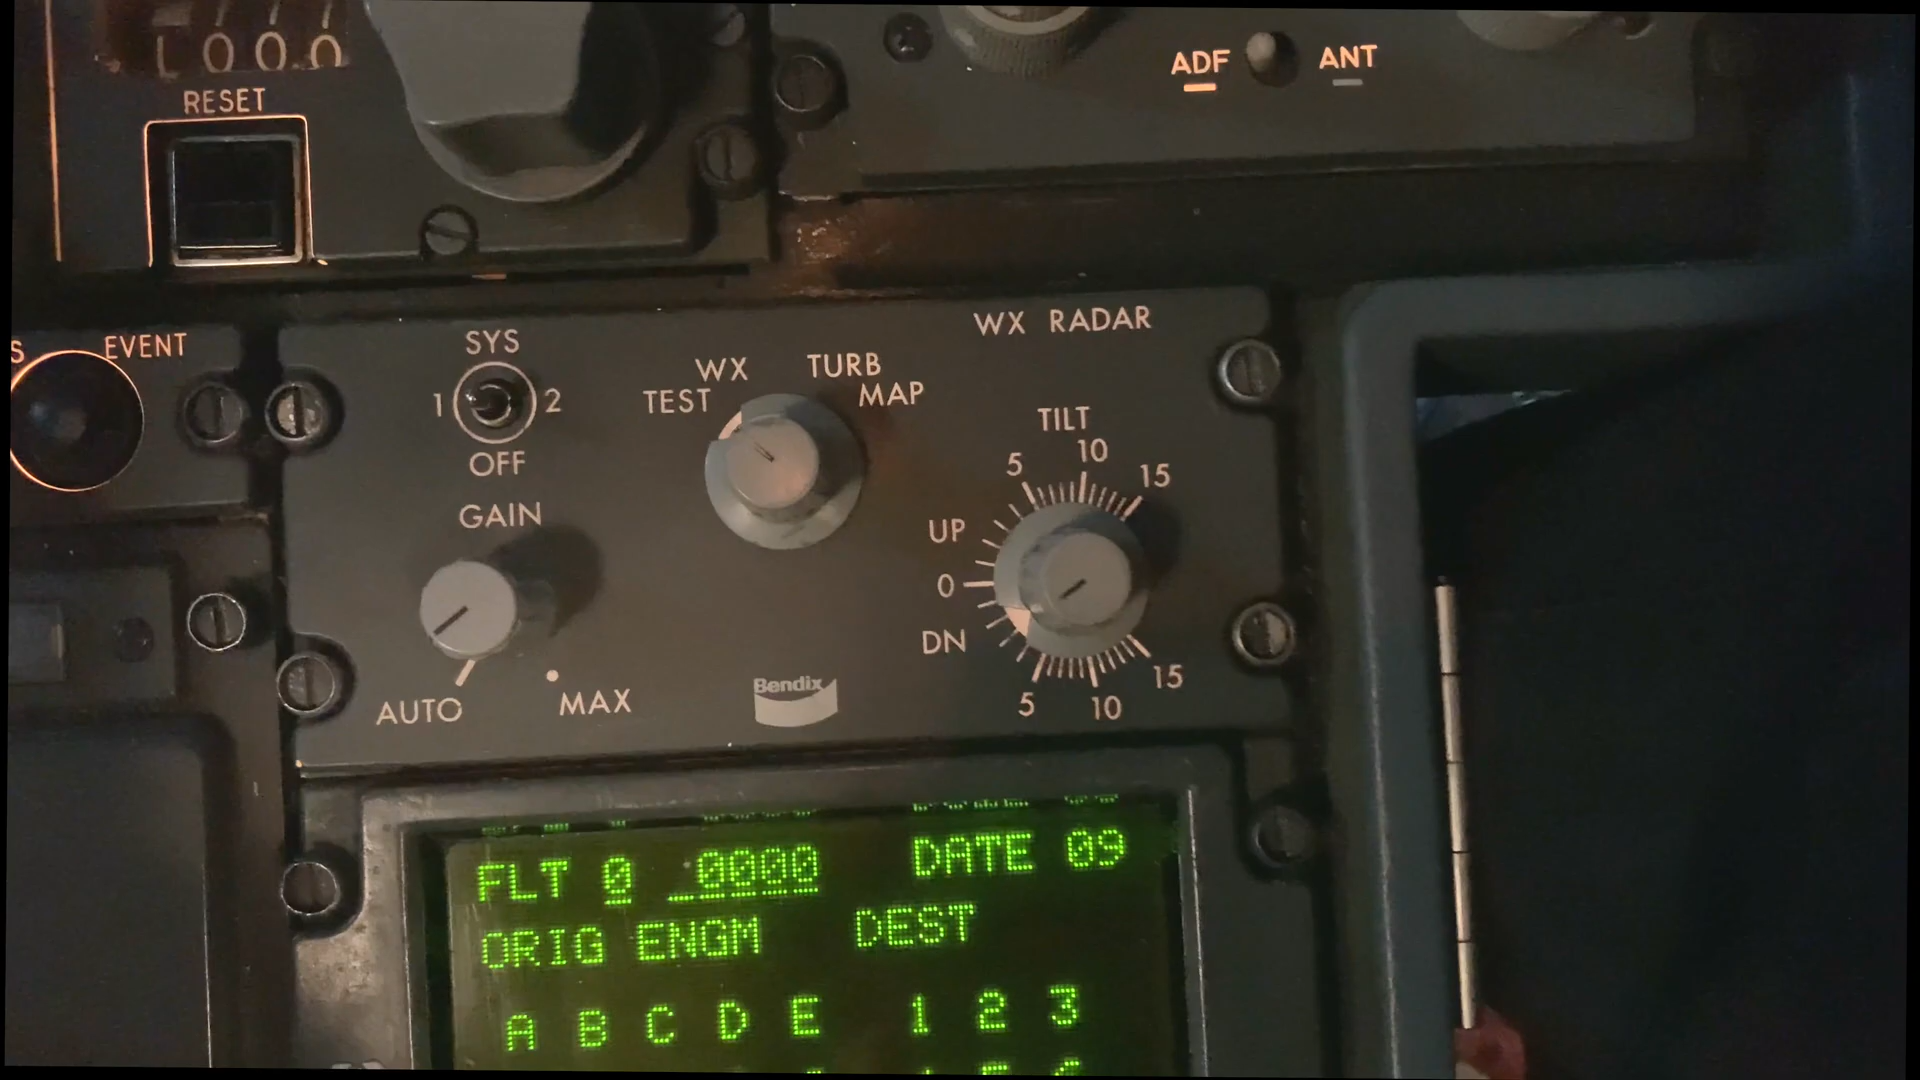 RESET
ADF ANT
S EVENT
WX RADAR
SYS
1 2
OFF
TEST WX TURB MAP
GAIN
AUTO MAX
TILT
5 10 15
UP
0
DN
5 10 15
Bendix
FLT 0 _0000 DATE 09
ORIG ENGM DEST
A B C D E 1 2 3